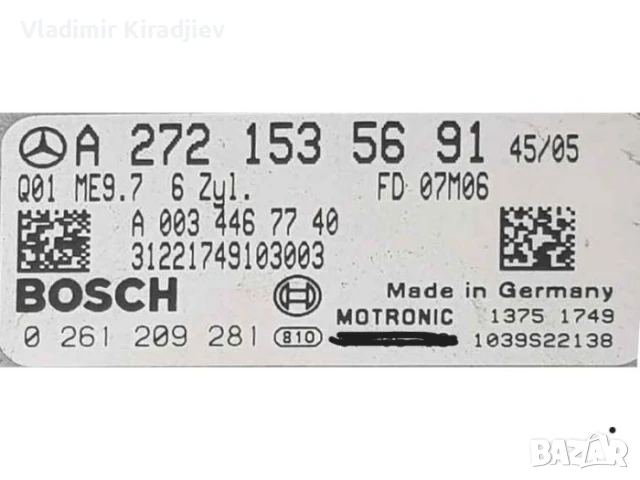 Vladimir Kiradjiev
A 272 153 56 91 45/05
Q01 ME9.7 6 Zyl. FD 07M06
A 003 446 77 40
31221749103003
BOSCH Made in Germany
MOTRONIC 1375 1749
0 261 209 281 810 1039S22138
BAZAR